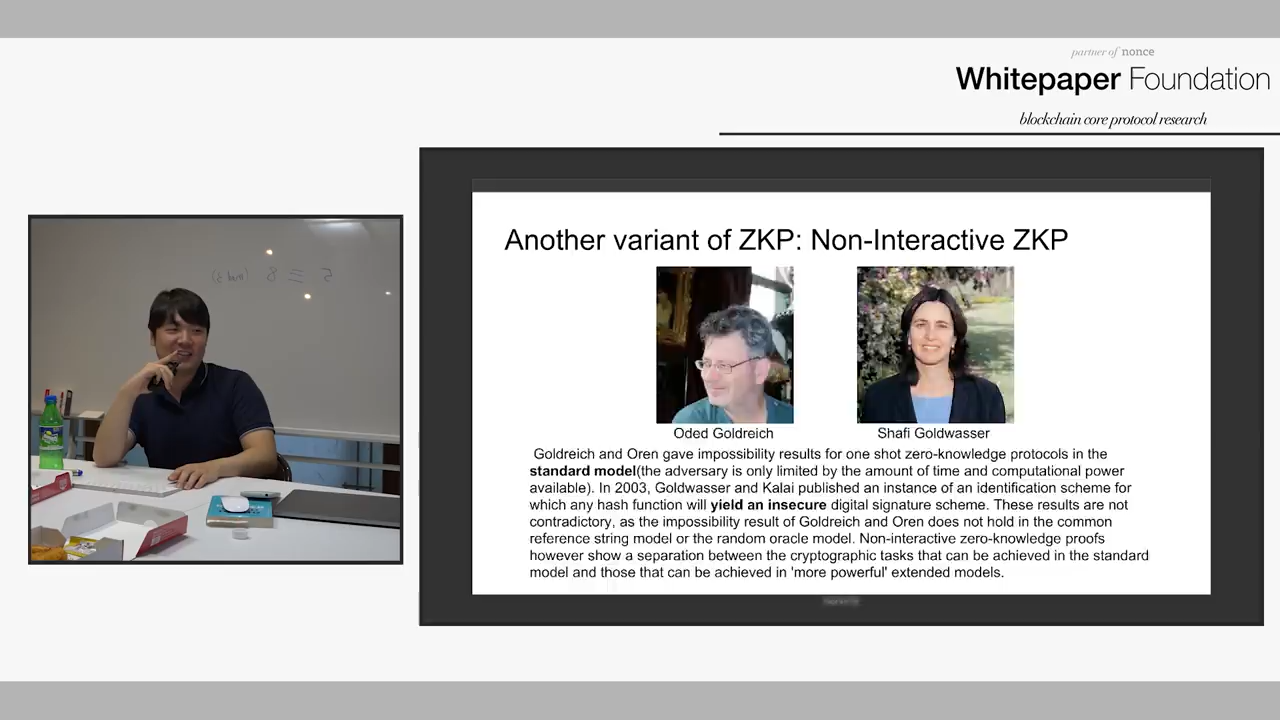 partner of nonce
Whitepaper Foundation
blockchain core protocol research
Another variant of ZKP: Non-Interactive ZKP
Oded Goldreich
Shafi Goldwasser
Goldreich and Oren gave impossibility results for one shot zero-knowledge protocols in the
standard model(the adversary is only limited by the amount of time and computational power
available). In 2003, Goldwasser and Kalai published an instance of an identification scheme for
which any hash function will yield an insecure digital signature scheme. These results are not
contradictory, as the impossibility result of Goldreich and Oren does not hold in the common
reference string model or the random oracle model. Non-interactive zero-knowledge proofs
however show a separation between the cryptographic tasks that can be achieved in the standard
model and those that can be achieved in 'more powerful' extended models.